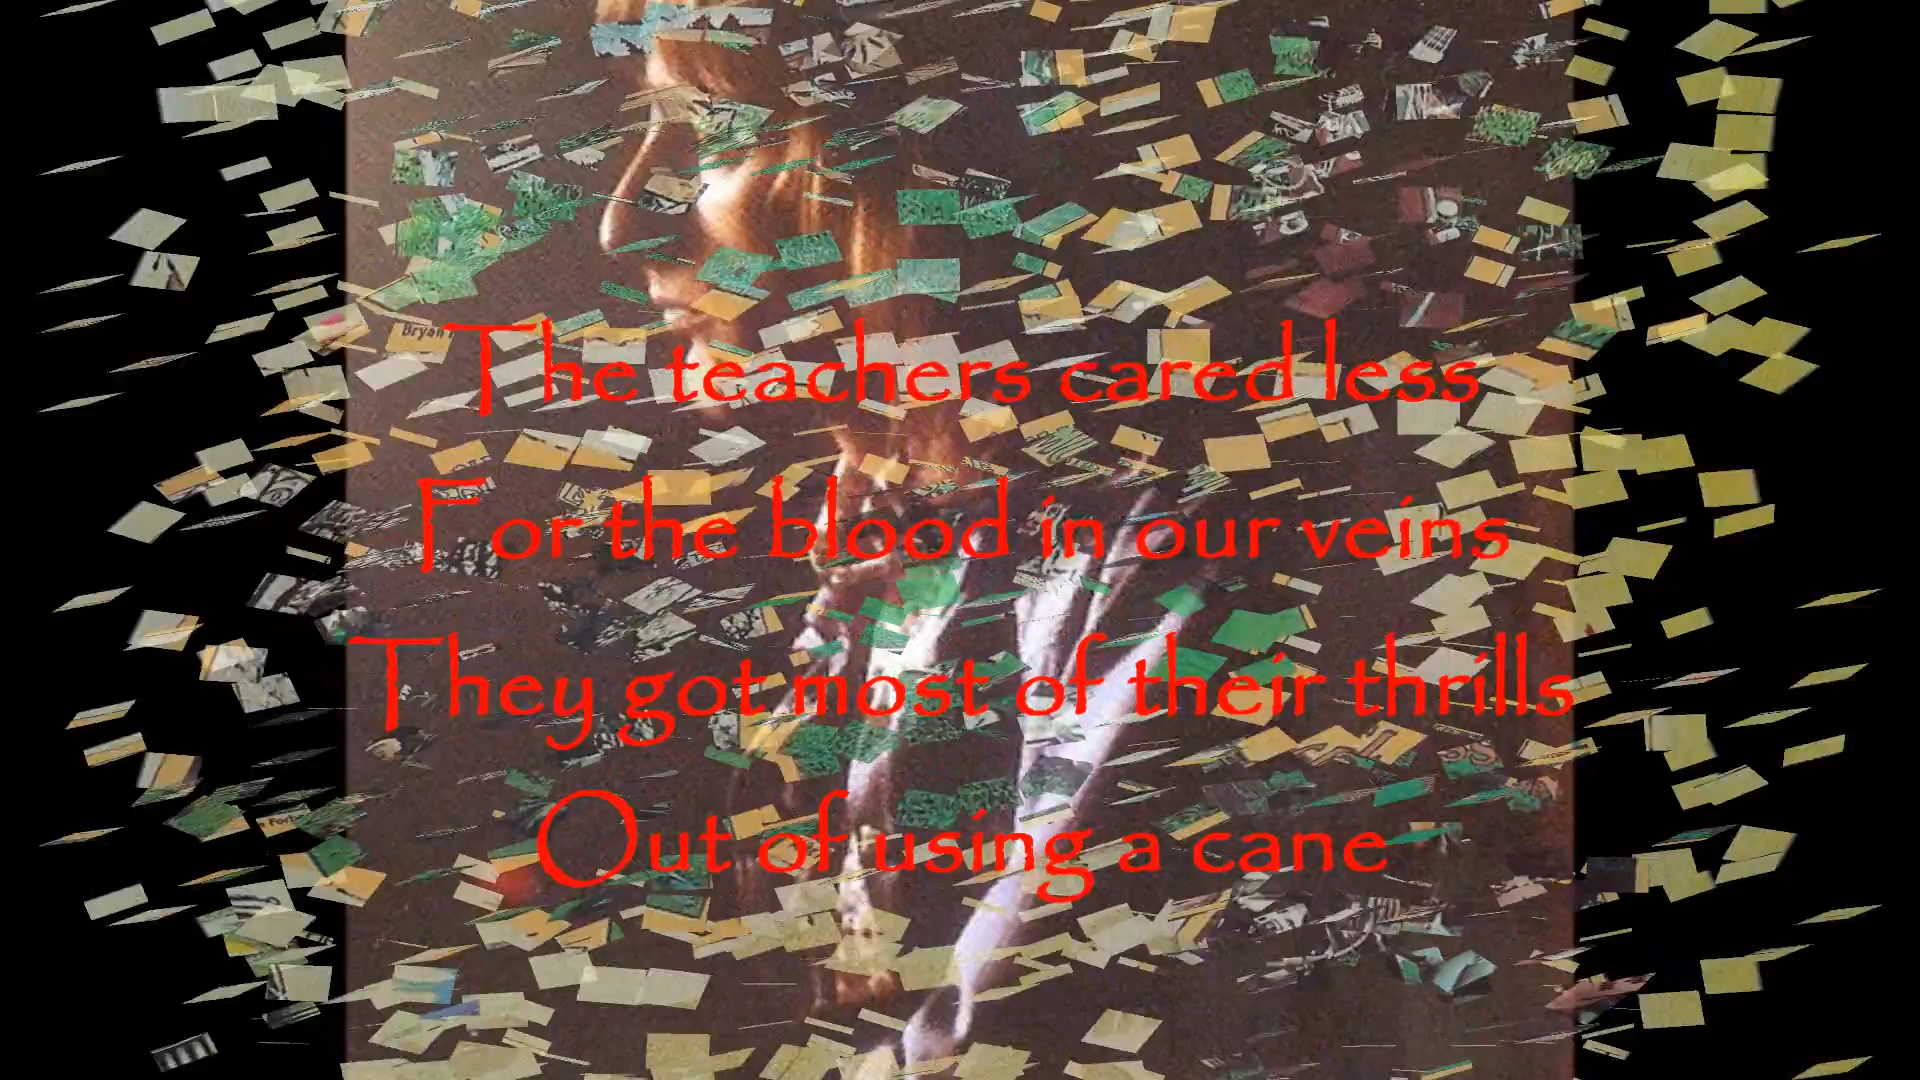 Bryan
The teachers cared less
For the blood in our veins
They got most of their thrills
Out of using a cane